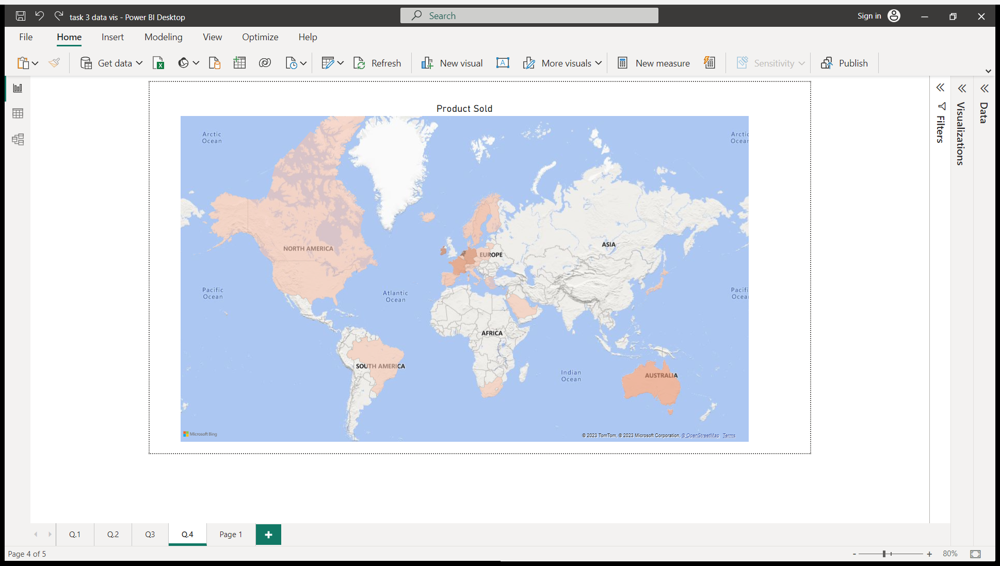 task 3 data vis - Power BI Desktop
Search
Sign in
File Home Insert Modeling View Optimize Help
Get data
Refresh
New visual
A
More visuals
New measure
Sensitivity
Publish
Filters
Visualizations
Data
Product Sold
Arctic
Ocean
Arctic
Ocear
NORTH AMERICA
EUROPE
ASIA
Pacific
Ocean
Atlantic
Ocean
Pacifi
Ocea
AFRICA
SOUTH AMERICA
Indian
Ocean
AUSTRALIA
Microsoft Bing
© 2023 TomTom, © 2023 Microsoft Corporation, © OpenStreetMap Terms
Q.1 Q.2 Q3 Q.4 Page 1 +
Page 4 of 5
- + 80%